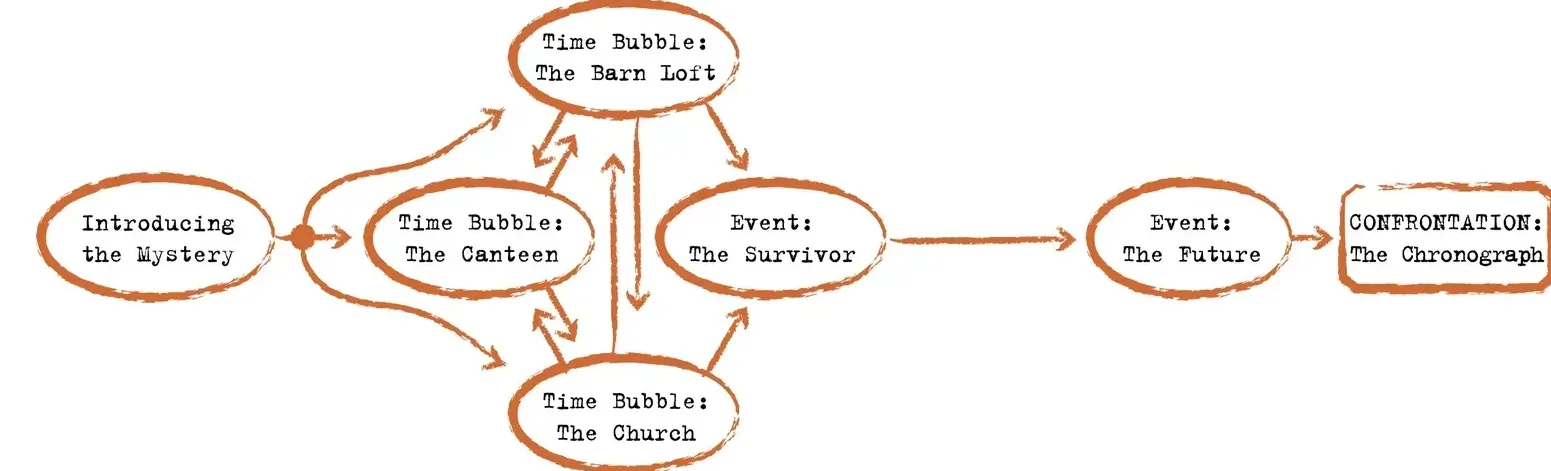 Time Bubble:
The Barn Loft
Introducing
the Mystery
Time Bubble:
The Canteen
Event:
The Survivor
Event:
The Future
CONFRONTATION:
The Chronograph
Time Bubble:
The Church